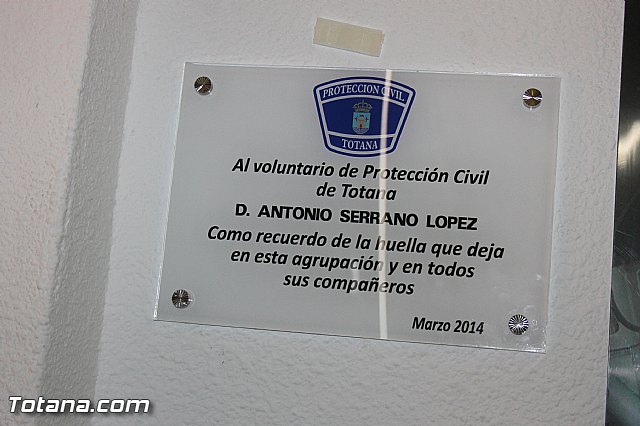 PROTECCION CIVIL
TOTANA
Al voluntario de Protección Civil
de Totana
D. ANTONIO SERRANO LOPEZ
Como recuerdo de la huella que deja
en esta agrupación y en todos
sus compañeros
Marzo 2014
Totana.com